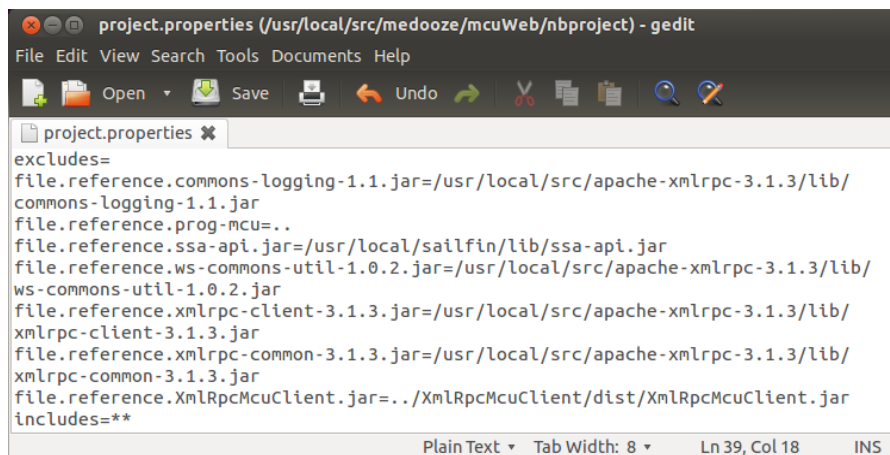 project.properties (/usr/local/src/medooze/mcuWeb/nbproject) - gedit
File Edit View Search Tools Documents Help
Open Save Undo
project.properties
excludes=
file.reference.commons-logging-1.1.jar=/usr/local/src/apache-xmlrpc-3.1.3/lib/
commons-logging-1.1.jar
file.reference.prog-mcu=..
file.reference.ssa-api.jar=/usr/local/sailfin/lib/ssa-api.jar
file.reference.ws-commons-util-1.0.2.jar=/usr/local/src/apache-xmlrpc-3.1.3/lib/
ws-commons-util-1.0.2.jar
file.reference.xmlrpc-client-3.1.3.jar=/usr/local/src/apache-xmlrpc-3.1.3/lib/
xmlrpc-client-3.1.3.jar
file.reference.xmlrpc-common-3.1.3.jar=/usr/local/src/apache-xmlrpc-3.1.3/lib/
xmlrpc-common-3.1.3.jar
file.reference.XmlRpcMcuClient.jar=../XmlRpcMcuClient/dist/XmlRpcMcuClient.jar
includes=**
Plain Text Tab Width: 8 Ln 39, Col 18 INS